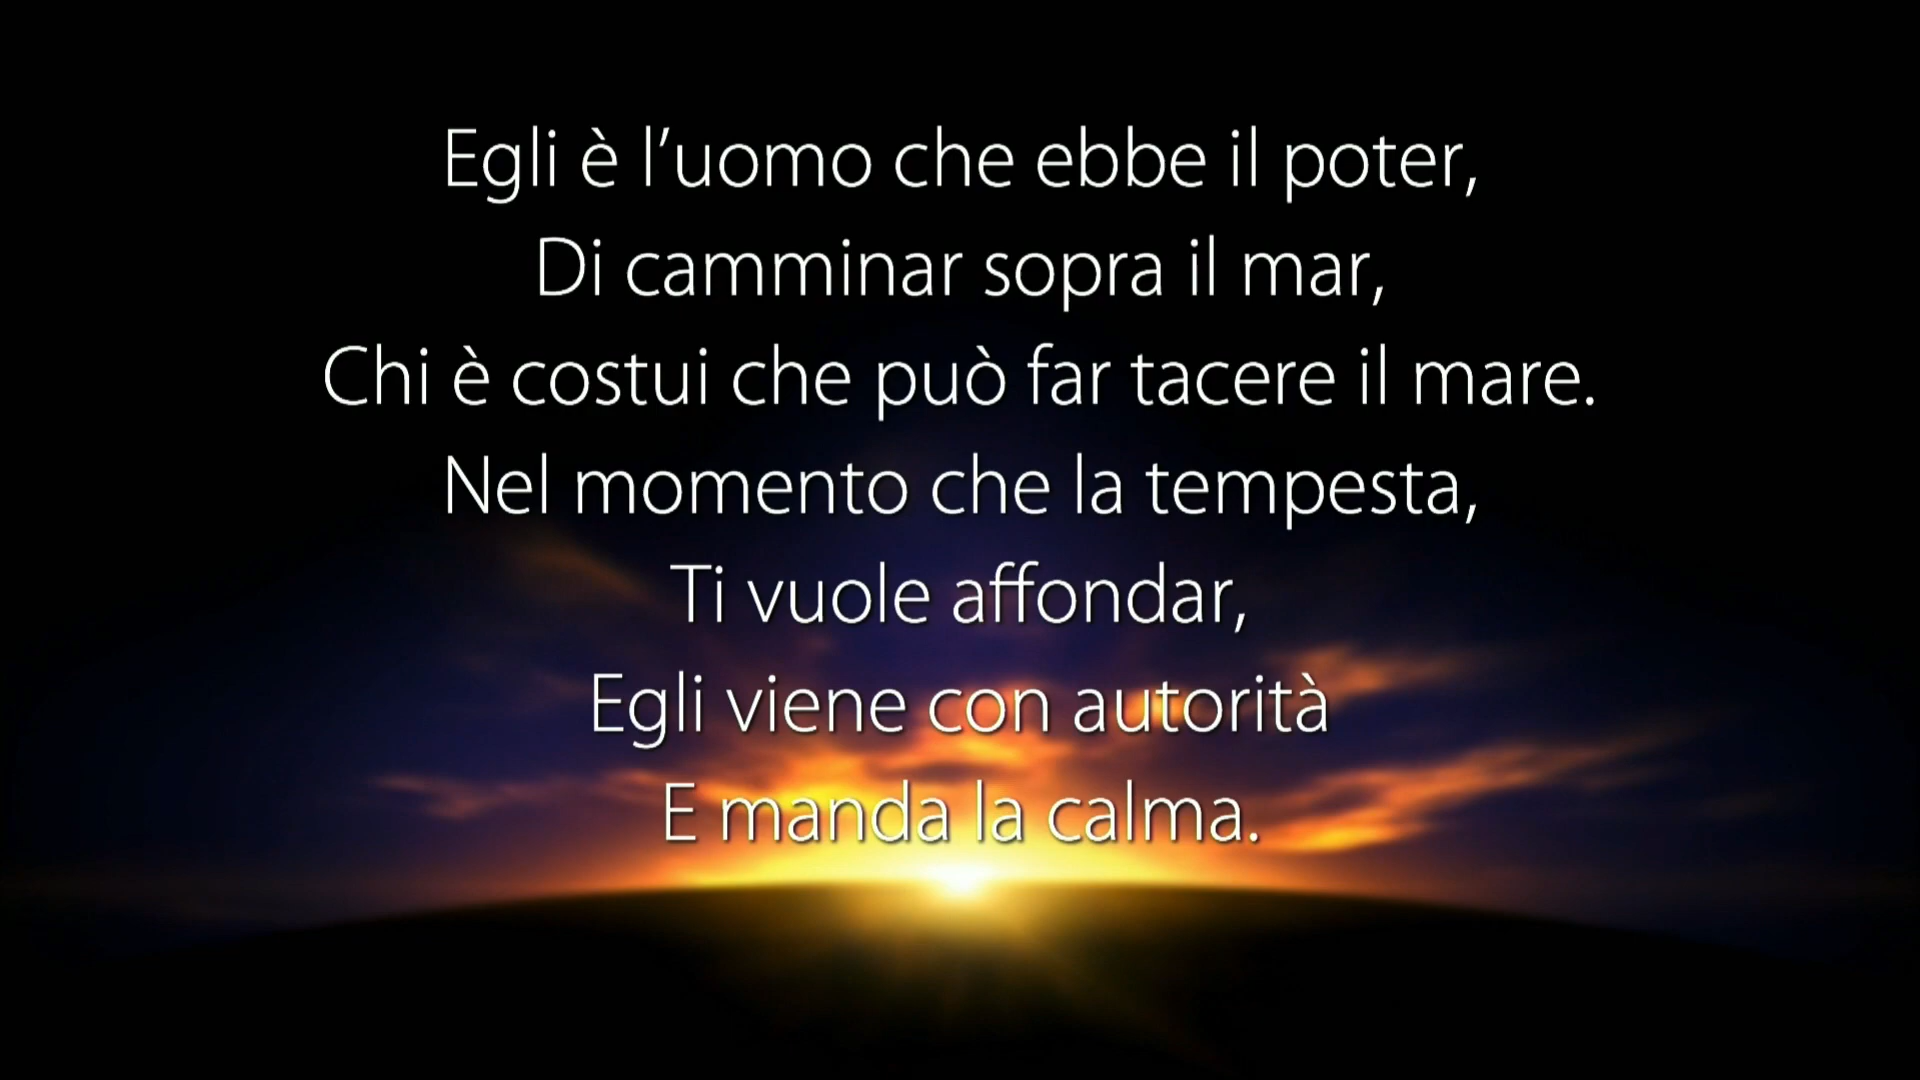 Egli è l’uomo che ebbe il poter,
Di camminar sopra il mar,
Chi è costui che può far tacere il mare.
Nel momento che la tempesta,
Ti vuole affondar,
Egli viene con autorità
E manda la calma.